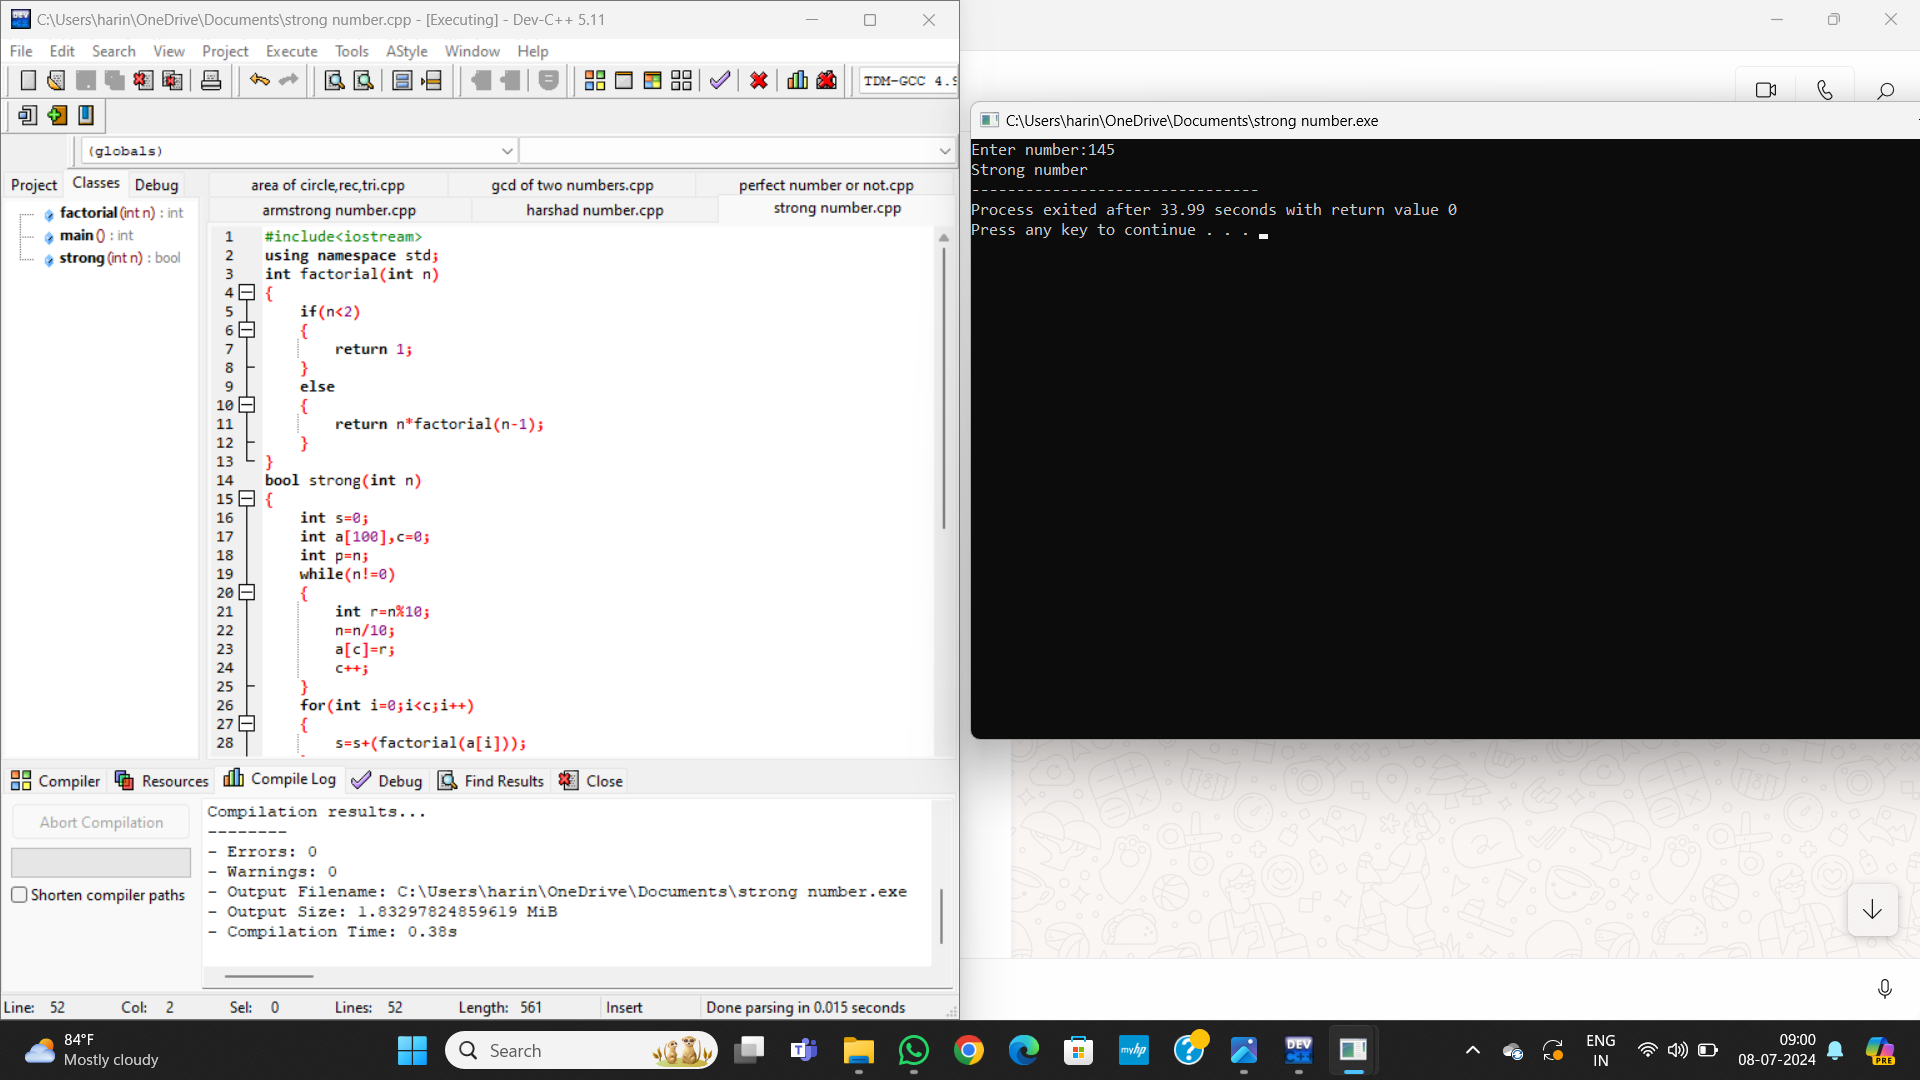 C:\Users\harin\OneDrive\Documents\strong number.cpp - [Executing] - Dev-C++ 5.11
File Edit Search View Project Execute Tools AStyle Window Help
TDM-GCC 4.9
(globals)
Project Classes Debug
factorial (int n) : int
main () : int
strong (int n) : bool
area of circle,rec,tri.cpp gcd of two numbers.cpp perfect number or not.cpp
armstrong number.cpp harshad number.cpp strong number.cpp
1 #include<iostream>
2 using namespace std;
3 int factorial(int n)
4 {
5 if(n<2)
6 {
7 return 1;
8 }
9 else
10 {
11 return n*factorial(n-1);
12 }
13 }
14 bool strong(int n)
15 {
16 int s=0;
17 int a[100],c=0;
18 int p=n;
19 while(n!=0)
20 {
21 int r=n%10;
22 n=n/10;
23 a[c]=r;
24 c++;
25 }
26 for(int i=0;i<c;i++)
27 {
28 s=s+(factorial(a[i]));
Compiler Resources Compile Log Debug Find Results Close
Abort Compilation
Shorten compiler paths
Compilation results...
--------
- Errors: 0
- Warnings: 0
- Output Filename: C:\Users\harin\OneDrive\Documents\strong number.exe
- Output Size: 1.83297824859619 MiB
- Compilation Time: 0.38s
Line: 52 Col: 2 Sel: 0 Lines: 52 Length: 561 Insert Done parsing in 0.015 seconds
C:\Users\harin\OneDrive\Documents\strong number.exe
Enter number:145
Strong number
--------------------------------
Process exited after 33.99 seconds with return value 0
Press any key to continue . . .
84°F
Mostly cloudy
Search
myhp
DEV
C++
ENG
IN
09:00
08-07-2024
PRE